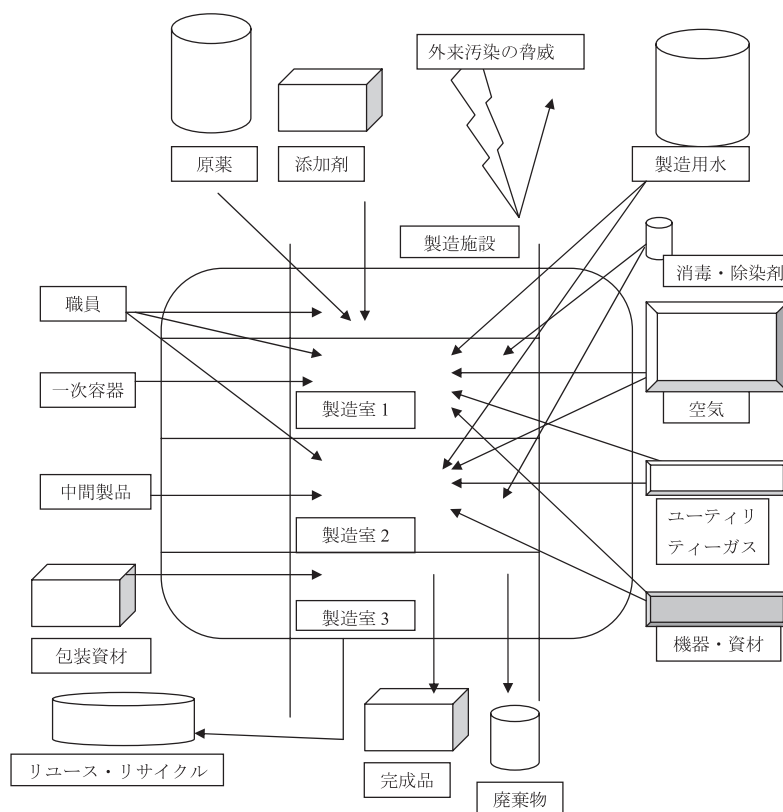 外来汚染の脅威
原薬
添加剤
製造用水
製造施設
消毒・除染剤
職員
一次容器
製造室 1
空気
中間製品
製造室 2
ユーティリ
ティーガス
製造室 3
包装資材
機器・資材
リユース・リサイクル
完成品
廃棄物